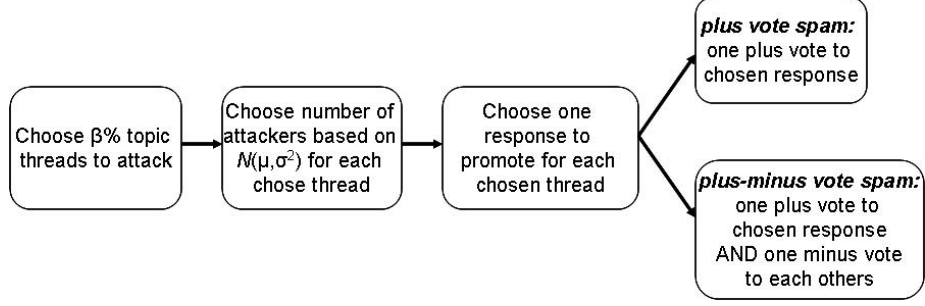 Choose β% topic
threads to attack
Choose number of
attackers based on
N(μ,σ²) for each
chose thread
Choose one
response to
promote for each
chosen thread
plus vote spam:
one plus vote to
chosen response
plus-minus vote spam:
one plus vote to
chosen response
AND one minus vote
to each others